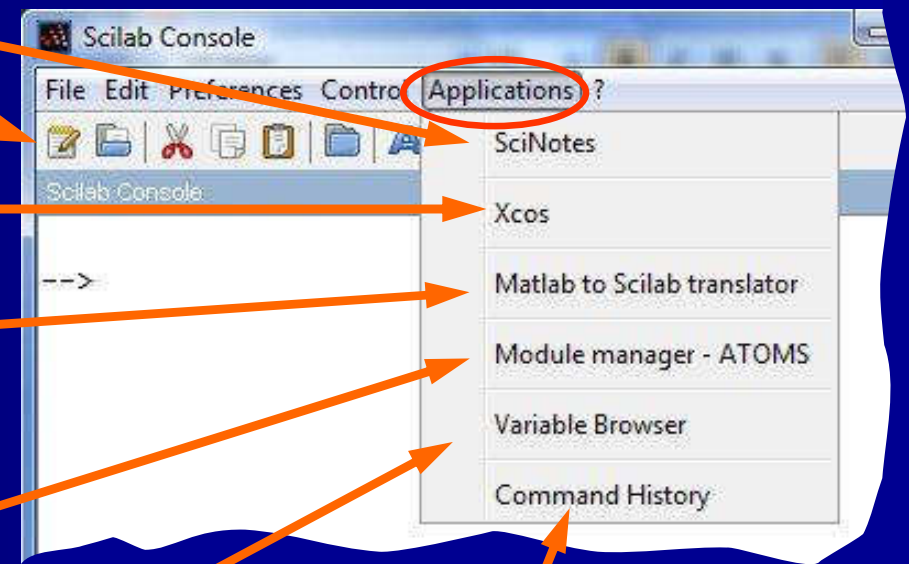 Scilab Console
File Edit Preferences Control Applications ?
Scilab Console
-->
SciNotes
Xcos
Matlab to Scilab translator
Module manager - ATOMS
Variable Browser
Command History